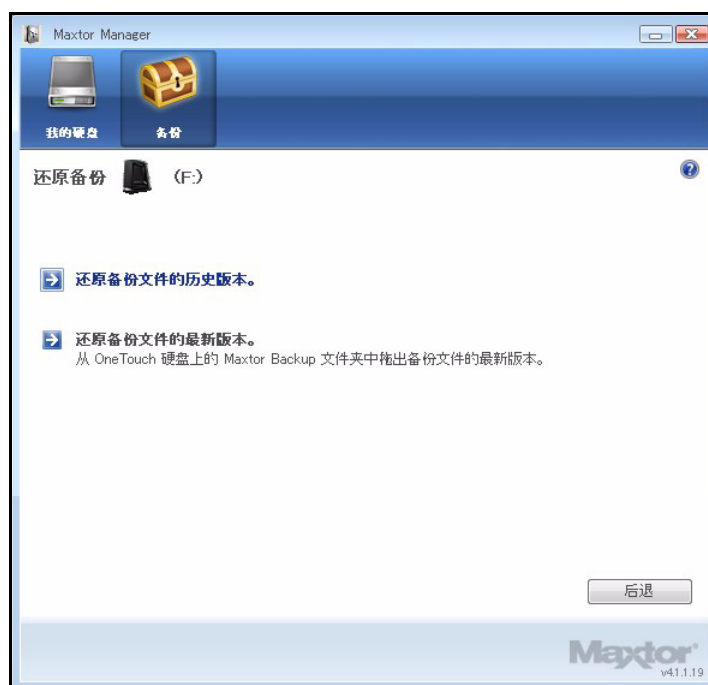 Maxtor Manager
我的硬盘
备份
还原备份 (F:)
还原备份文件的历史版本。
还原备份文件的最新版本。
从 OneTouch 硬盘上的 Maxtor Backup 文件夹中拖出备份文件的最新版本。
后退
Maxtor
v4.1.1.19